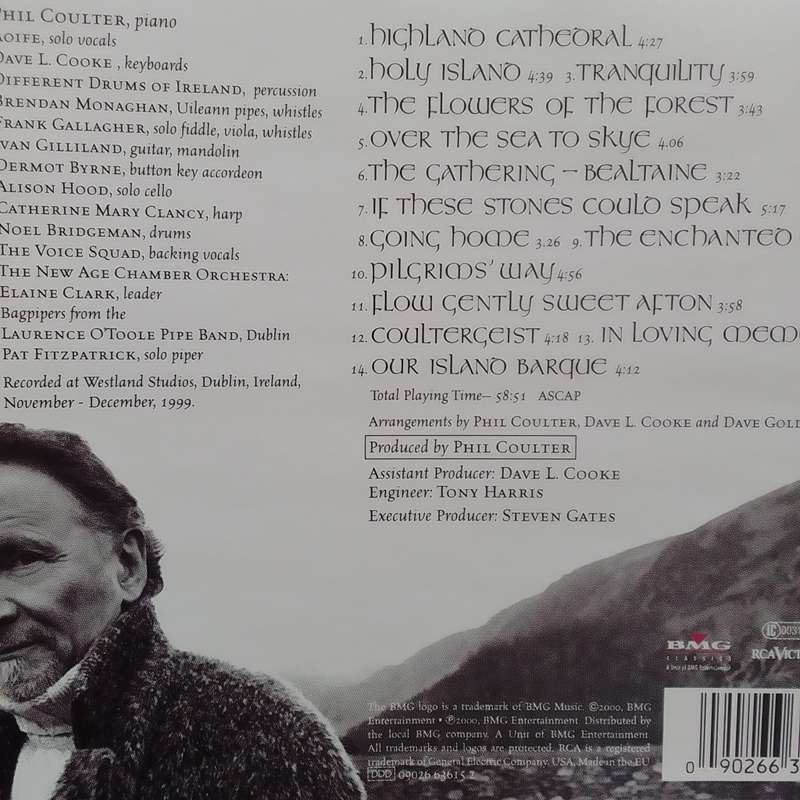 PHIL COULTER, piano
AOIFE, solo vocals
DAVE L. COOKE , keyboards
DIFFERENT DRUMS OF IRELAND, percussion
BRENDAN MONAGHAN, Uileann pipes, whistles
FRANK GALLAGHER, solo fiddle, viola, whistles
IVAN GILLILAND, guitar, mandolin
DERMOT BYRNE, button key accordeon
ALISON HOOD, solo cello
CATHERINE MARY CLANCY, harp
NOEL BRIDGEMAN, drums
THE VOICE SQUAD, backing vocals
THE NEW AGE CHAMBER ORCHESTRA:
ELAINE CLARK, leader
Bagpipers from the
LAURENCE O'TOOLE PIPE BAND, Dublin
PAT FITZPATRICK, solo piper
Recorded at Westland Studios, Dublin, Ireland,
November - December, 1999.
1. HIGHLAND CATHEDRAL 4:27
2. HOLY ISLAND 4:39 3. TRANQUILITY 3:59
4. THE FLOWERS OF THE FOREST 3:43
5. OVER THE SEA TO SKYE 4.06
6. THE GATHERING – BEALTAINE 3:22
7. IF THESE STONES COULD SPEAK 5:17
8. GOING HOME 3.26 9. THE ENCHANTED
10. PILGRIMS' WAY 4:56
11. FLOW GENTLY SWEET AFTON 3:58
12. COULTERGEIST 4:18 13. IN LOVING MEMO
14. OUR ISLAND BARQUE 4:12
Total Playing Time– 58:51 ASCAP
Arrangements by PHIL COULTER, DAVE L. COOKE and DAVE GOLD
Produced by PHIL COULTER
Assistant Producer: DAVE L. COOKE
Engineer: TONY HARRIS
Executive Producer: STEVEN GATES
BMG
CLASSICS
A Unit of BMG Entertainment
RCA VICT
The BMG logo is a trademark of BMG Music. ©2000, BMG
Entertainment • ℗2000, BMG Entertainment. Distributed by
the local BMG company. A Unit of BMG Entertainment.
All trademarks and logos are protected. RCA is a registered
trademark of General Electric Company, USA. Made in the EU
DDD 09026 63615 2
0 90266 3